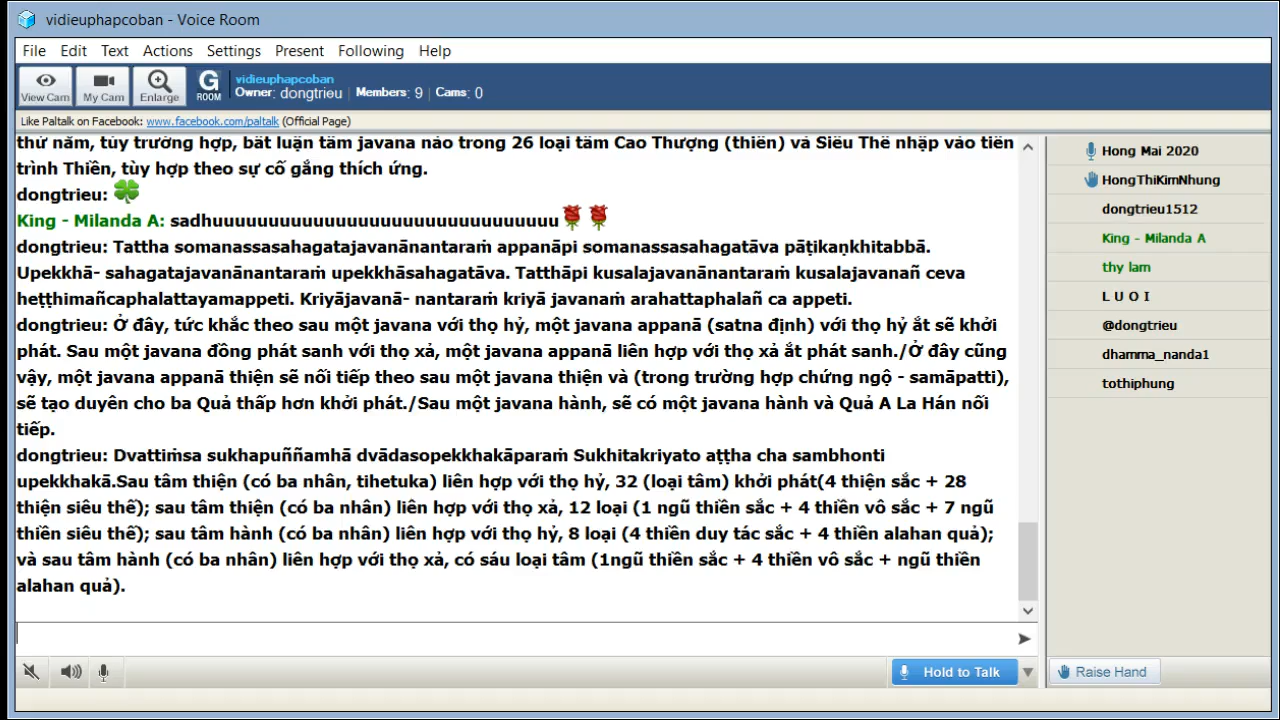 vidieuphapcoban - Voice Room
File Edit Text Actions Settings Present Following Help
View Cam My Cam Enlarge G ROOM
vidieuphapcoban
Owner: dongtrieu | Members: 9 | Cams: 0
Like Paltalk on Facebook: www.facebook.com/paltalk (Official Page)
thứ năm, tùy trường hợp, bất luận tâm javana nào trong 26 loại tâm Cao Thượng (thiền) và Siêu Thế nhập vào tiến
trình Thiền, tùy hợp theo sự cố gắng thích ứng.
dongtrieu:
King - Milanda A: sadhuuuuuuuuuuuuuuuuuuuuuuuuuuuuuuu
dongtrieu: Tattha somanassasahagatajavanānantaraṁ appanāpi somanassasahagatāva pāṭikaṇkhitabbā.
Upekkhā- sahagatajavanānantaraṁ upekkhāsahagatāva. Tatthāpi kusalajavanānantaraṁ kusalajavanañ ceva
heṭṭhimañcaphalattayamappeti. Kriyājavanā- nantaraṁ kriyā javanaṁ arahattaphalañ ca appeti.
dongtrieu: Ở đây, tức khắc theo sau một javana với thọ hỷ, một javana appanā (satna định) với thọ hỷ ắt sẽ khởi
phát. Sau một javana đồng phát sanh với thọ xả, một javana appanā liên hợp với thọ xả ắt phát sanh./Ở đây cũng
vậy, một javana appanā thiện sẽ nối tiếp theo sau một javana thiện và (trong trường hợp chứng ngộ - samāpatti),
sẽ tạo duyên cho ba Quả thấp hơn khởi phát./Sau một javana hành, sẽ có một javana hành và Quả A La Hán nối
tiếp.
dongtrieu: Dvattiṁsa sukhapuññamhā dvādasopekkhakāparaṁ Sukhitakriyato aṭṭha cha sambhonti
upekkhakā.Sau tâm thiện (có ba nhân, tihetuka) liên hợp với thọ hỷ, 32 (loại tâm) khởi phát(4 thiện sắc + 28
thiện siêu thế); sau tâm thiện (có ba nhân) liên hợp với thọ xả, 12 loại (1 ngũ thiền sắc + 4 thiền vô sắc + 7 ngũ
thiền siêu thế); sau tâm hành (có ba nhân) liên hợp với thọ hỷ, 8 loại (4 thiền duy tác sắc + 4 thiền alahan quả);
và sau tâm hành (có ba nhân) liên hợp với thọ xả, có sáu loại tâm (1ngũ thiền sắc + 4 thiền vô sắc + ngũ thiền
alahan quả).
Hong Mai 2020
HongThiKimNhung
dongtrieu1512
King - Milanda A
thy lam
L U O I
@dongtrieu
dhamma_nanda1
tothiphung
Hold to Talk
Raise Hand